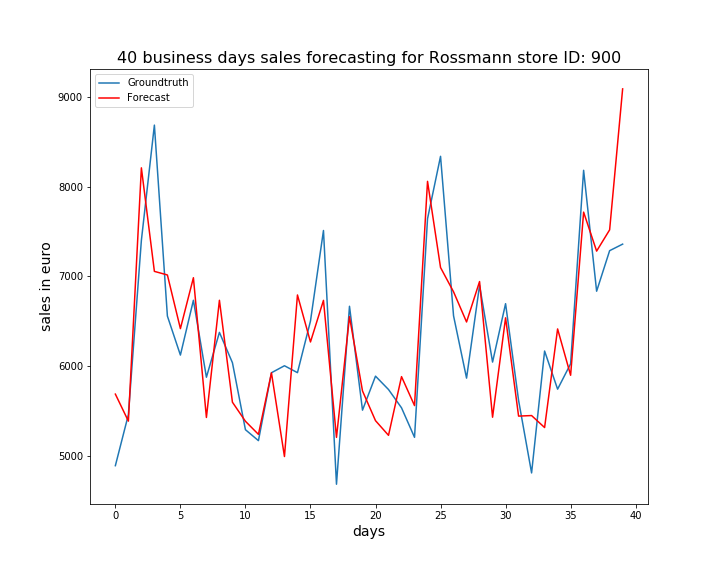 40 business days sales forecasting for Rossmann store ID: 900
Groundtruth
Forecast
9000
8000
7000
6000
5000
sales in euro
0 5 10 15 20 25 30 35 40
days